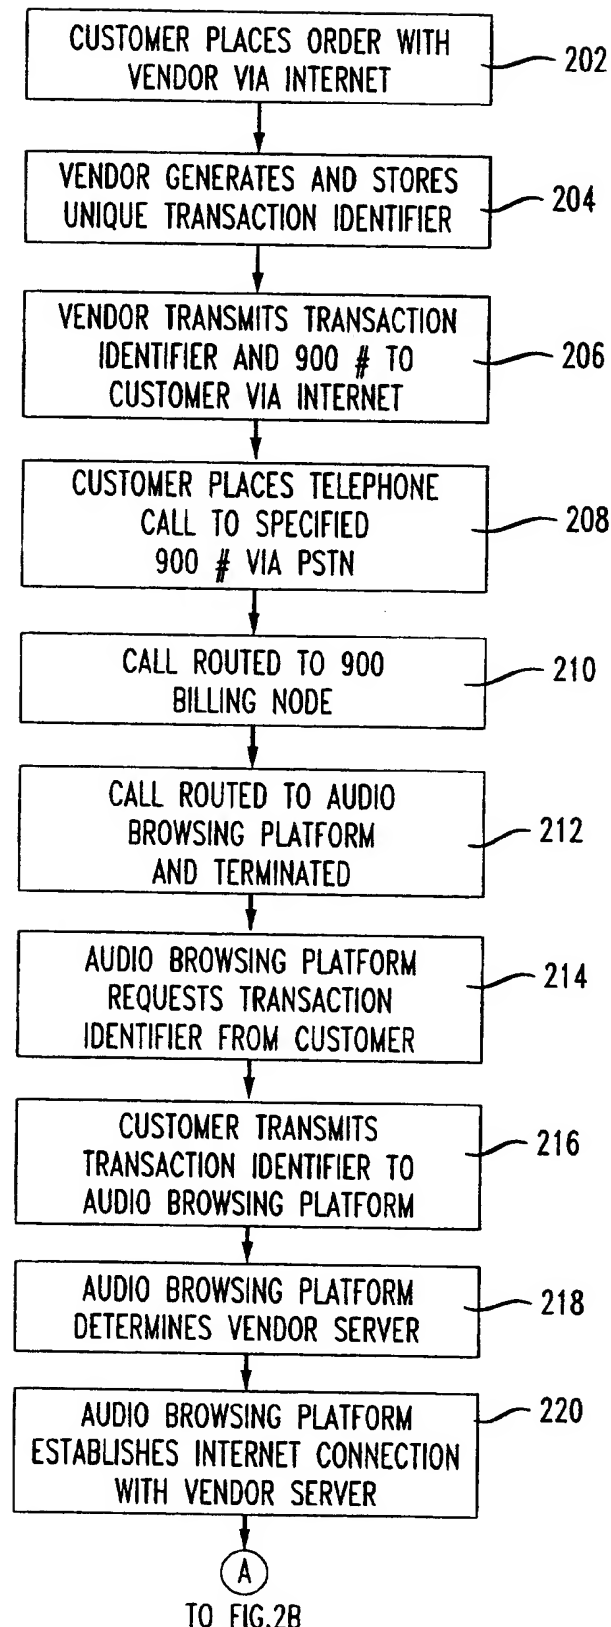 CUSTOMER PLACES ORDER WITH
VENDOR VIA INTERNET
202
VENDOR GENERATES AND STORES
UNIQUE TRANSACTION IDENTIFIER
204
VENDOR TRANSMITS TRANSACTION
IDENTIFIER AND 900 # TO
CUSTOMER VIA INTERNET
206
CUSTOMER PLACES TELEPHONE
CALL TO SPECIFIED
900 # VIA PSTN
208
CALL ROUTED TO 900
BILLING NODE
210
CALL ROUTED TO AUDIO
BROWSING PLATFORM
AND TERMINATED
212
AUDIO BROWSING PLATFORM
REQUESTS TRANSACTION
IDENTIFIER FROM CUSTOMER
214
CUSTOMER TRANSMITS
TRANSACTION IDENTIFIER TO
AUDIO BROWSING PLATFORM
216
AUDIO BROWSING PLATFORM
DETERMINES VENDOR SERVER
218
AUDIO BROWSING PLATFORM
ESTABLISHES INTERNET CONNECTION
WITH VENDOR SERVER
220
A
TO FIG.2B